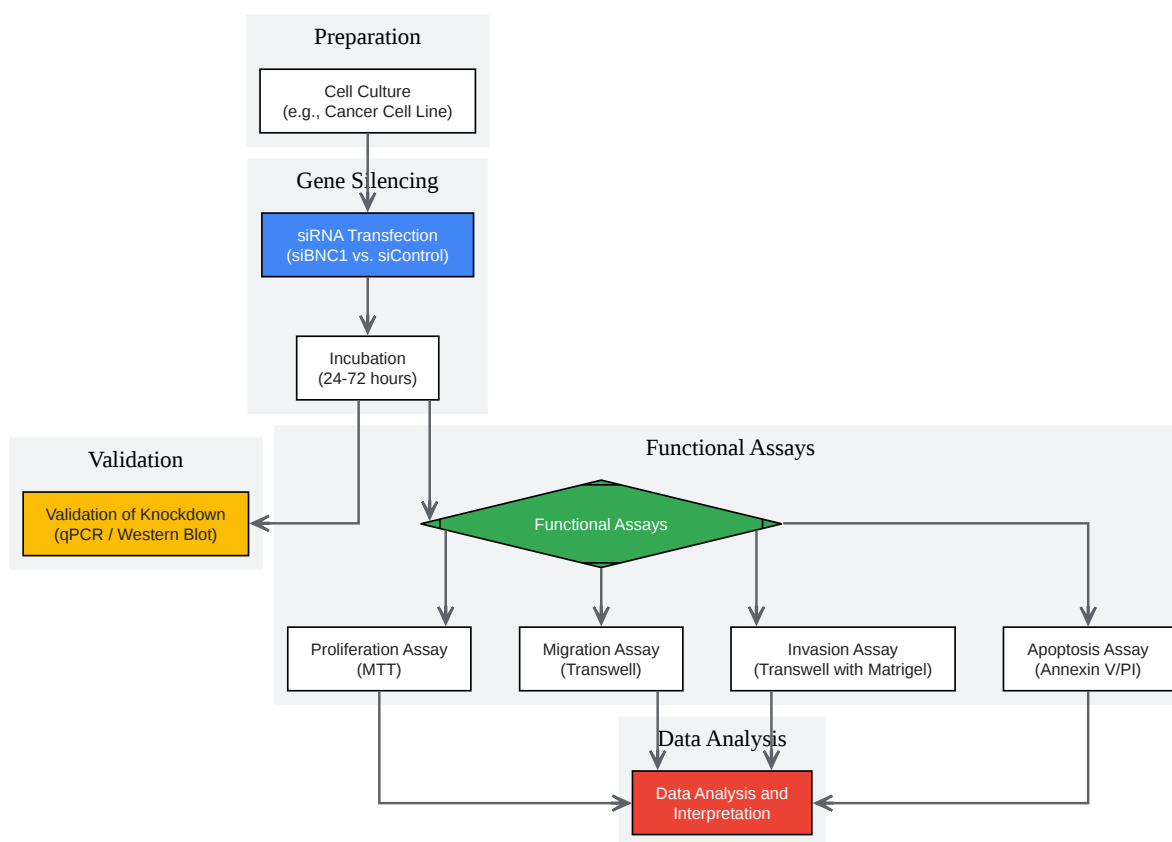 Preparation
Cell Culture
(e.g., Cancer Cell Line)
Gene Silencing
siRNA Transfection
(siBNC1 vs. siControl)
Incubation
(24-72 hours)
Validation
Validation of Knockdown
(qPCR / Western Blot)
Functional Assays
Functional Assays
Proliferation Assay
(MTT)
Migration Assay
(Transwell)
Invasion Assay
(Transwell with Matrigel)
Apoptosis Assay
(Annexin V/PI)
Data Analysis
Data Analysis and
Interpretation